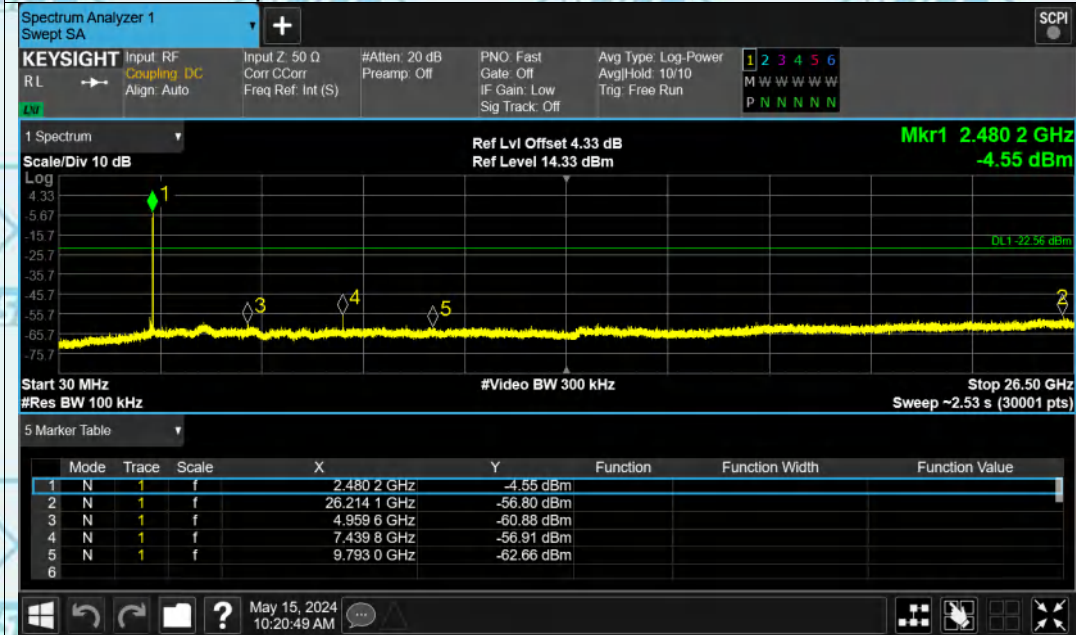 Spectrum Analyzer 1
Swept SA
+
SCPI
KEYSIGHT
RL
LNI
Input: RF
Coupling: DC
Align: Auto
Input Z: 50 Ω
Corr CCorr
Freq Ref: Int (S)
#Atten: 20 dB
Preamp: Off
PNO: Fast
Gate: Off
IF Gain: Low
Sig Track: Off
Avg Type: Log-Power
Avg|Hold: 10/10
Trig: Free Run
1 2 3 4 5 6
M W W W W W
P N N N N N
1 Spectrum
Scale/Div 10 dB
Ref Lvl Offset 4.33 dB
Ref Level 14.33 dBm
Mkr1 2.480 2 GHz
-4.55 dBm
Log
4.33
-5.67
-15.7
-25.7
-35.7
-45.7
-55.7
-65.7
-75.7
1
DL1 -22.56 dBm
3
4
5
2
Start 30 MHz
#Res BW 100 kHz
#Video BW 300 kHz
Stop 26.50 GHz
Sweep ~2.53 s (30001 pts)
5 Marker Table
Mode Trace Scale X Y Function Function Width Function Value
1 N 1 f 2.480 2 GHz -4.55 dBm
2 N 1 f 26.214 1 GHz -56.80 dBm
3 N 1 f 4.959 6 GHz -60.88 dBm
4 N 1 f 7.439 8 GHz -56.91 dBm
5 N 1 f 9.793 0 GHz -62.66 dBm
6
?
May 15, 2024
10:20:49 AM